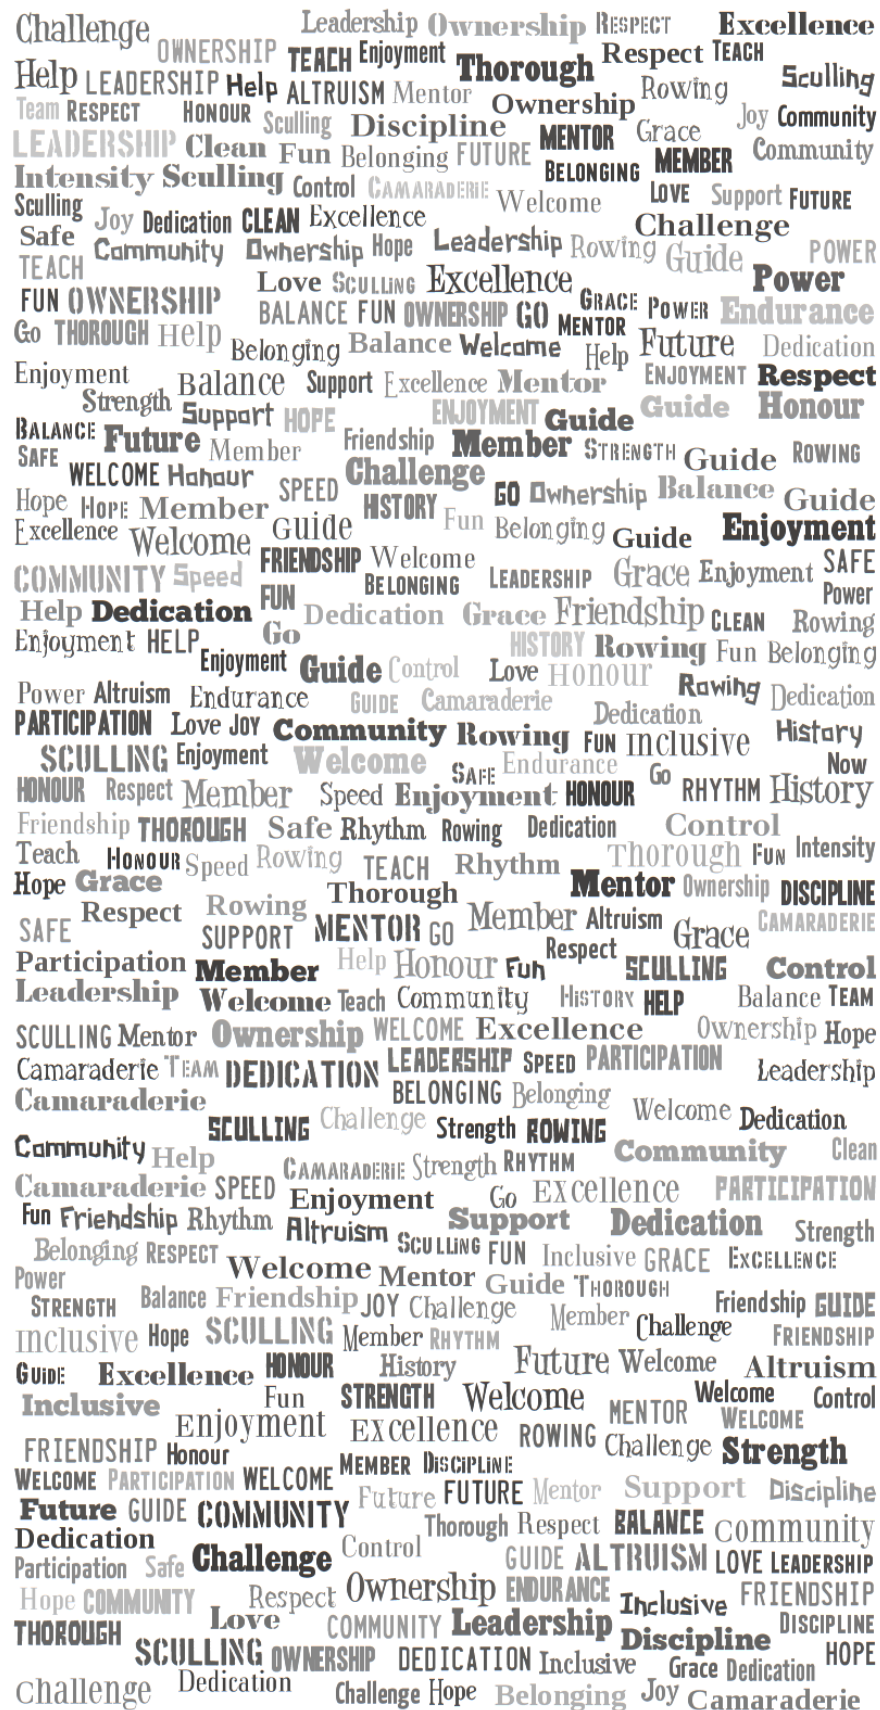 Challenge Leadership Ownership RESPECT Excellence
OWNERSHIP TEACH Enjoyment Thorough Respect TEACH
Help LEADERSHIP Help ALTRUISM Mentor Ownership Rowing Sculling
Team RESPECT HONOUR Sculling Discipline MENTOR Grace Joy Community
LEADERSHIP Clean Fun Belonging FUTURE BELONGING MEMBER Community
Intensity Sculling Control CAMARADERIE Welcome LOVE Support FUTURE
Sculling Joy Dedication CLEAN Excellence Challenge
Safe Community Ownership Hope Leadership Rowing Guide POWER
TEACH Love SCULLING Excellence Power
FUN OWNERSHIP BALANCE FUN OWNERSHIP GO GRACE POWER Endurance
Go THOROUGH Help Belonging Balance Welcome MENTOR Help Future Dedication
Enjoyment Balance Support Excellence Mentor ENJOYMENT Respect
Strength Support HOPE ENJOYMENT Guide Guide Honour
BALANCE Future Member Friendship Member STRENGTH Guide ROWING
SAFE WELCOME Honour Challenge
Hope HOPE Member SPEED HISTORY GO Ownership Balance Guide
Excellence Welcome Guide Fun Belonging Guide Enjoyment
COMMUNITY Speed FRIENDSHIP Welcome BELONGING LEADERSHIP Grace Enjoyment SAFE
Help Dedication FUN Dedication Grace Friendship CLEAN Power Rowing
Enjoyment HELP Go HISTORY Rowing Fun Belonging
Enjoyment Guide Control Love Honour
Power Altruism Endurance GUIDE Camaraderie Rowing Dedication
PARTICIPATION Love JOY Community Rowing Dedication FUN Inclusive History
SCULLING Enjoyment Welcome SAFE Endurance Go Now
HONOUR Respect Member Speed Enjoyment HONOUR RHYTHM History
Friendship THOROUGH Safe Rhythm Rowing Dedication Control
Teach HONOUR Speed Rowing TEACH Rhythm Thorough FUN Intensity
Hope Grace Thorough Mentor Ownership DISCIPLINE
SAFE Respect Rowing SUPPORT MENTOR GO Member Altruism Grace CAMARADERIE
Participation Member Help Honour Fun Respect SCULLING Control
Leadership Welcome Teach Community HISTORY HELP Balance TEAM
SCULLING Mentor Ownership WELCOME Excellence Ownership Hope
Camaraderie TEAM DEDICATION LEADERSHIP SPEED PARTICIPATION Leadership
Camaraderie BELONGING Belonging
SCULLING Challenge Strength ROWING Welcome Dedication
Community Help CAMARADERIE Strength RHYTHM Community Clean
Camaraderie SPEED Enjoyment Go Excellence PARTICIPATION
Fun Friendship Rhythm Altruism Support Dedication Strength
Belonging RESPECT SCULLING FUN Inclusive GRACE EXCELLENCE
Power Welcome Mentor Guide THOROUGH
STRENGTH Balance Friendship JOY Challenge Member Friendship GUIDE
Inclusive Hope SCULLING Member RHYTHM Challenge FRIENDSHIP
GUIDE Excellence HONOUR History Future Welcome Altruism
Inclusive Fun STRENGTH Welcome MENTOR Welcome Control
Enjoyment Excellence ROWING WELCOME
FRIENDSHIP Honour MEMBER DISCIPLINE Challenge Strength
WELCOME PARTICIPATION WELCOME Future FUTURE Mentor Support Discipline
Future GUIDE COMMUNITY Thorough Respect BALANCE Community
Dedication Control
Participation Safe Challenge GUIDE ALTRUISM LOVE LEADERSHIP
Hope COMMUNITY Respect Ownership ENDURANCE Inclusive FRIENDSHIP
THOROUGH Love COMMUNITY Leadership Discipline DISCIPLINE
SCULLING OWNERSHIP DEDICATION Inclusive Grace Dedication HOPE
Challenge Dedication Challenge Hope Belonging Joy Camaraderie